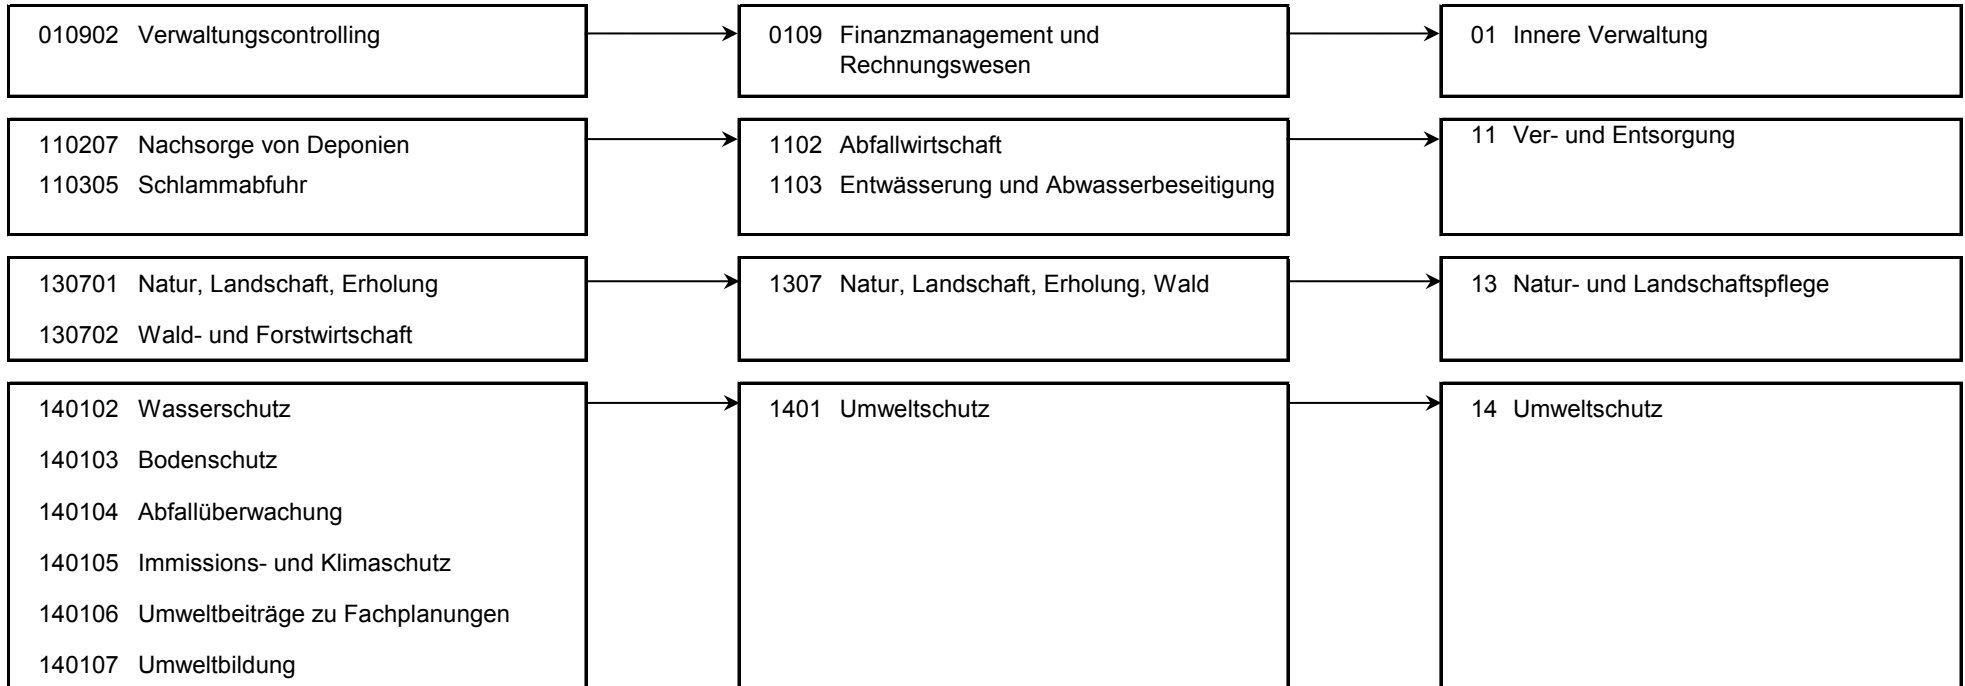 010902 Verwaltungscontrolling
0109 Finanzmanagement und
Rechnungswesen
01 Innere Verwaltung
110207 Nachsorge von Deponien
110305 Schlammabfuhr
1102 Abfallwirtschaft
1103 Entwässerung und Abwasserbeseitigung
11 Ver- und Entsorgung
130701 Natur, Landschaft, Erholung
130702 Wald- und Forstwirtschaft
1307 Natur, Landschaft, Erholung, Wald
13 Natur- und Landschaftspflege
140102 Wasserschutz
140103 Bodenschutz
140104 Abfallüberwachung
140105 Immissions- und Klimaschutz
140106 Umweltbeiträge zu Fachplanungen
140107 Umweltbildung
1401 Umweltschutz
14 Umweltschutz